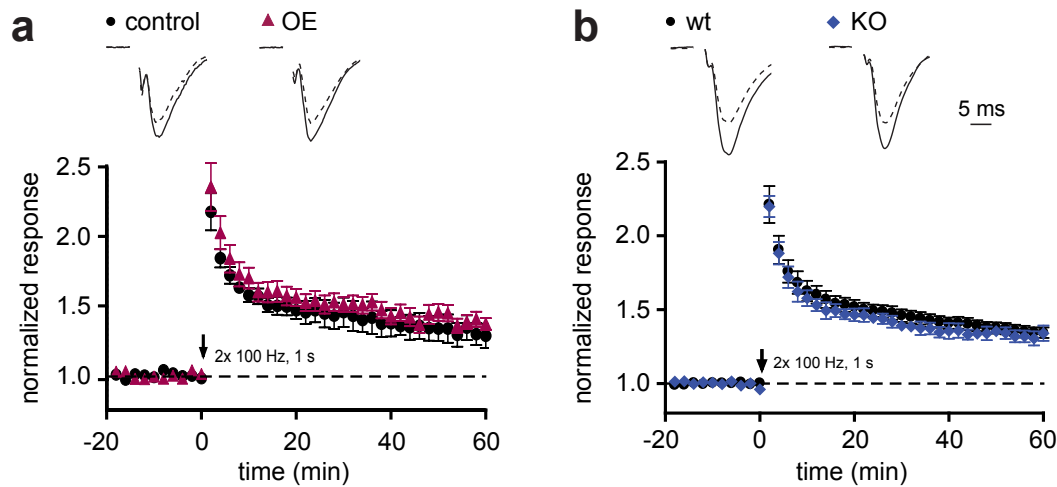 a
control OE
normalized response
2.5
2.0
1.5
1.0
2x 100 Hz, 1 s
-20 0 20 40 60
time (min)
b
wt KO
5 ms
normalized response
2.5
2.0
1.5
1.0
2x 100 Hz, 1 s
-20 0 20 40 60
time (min)